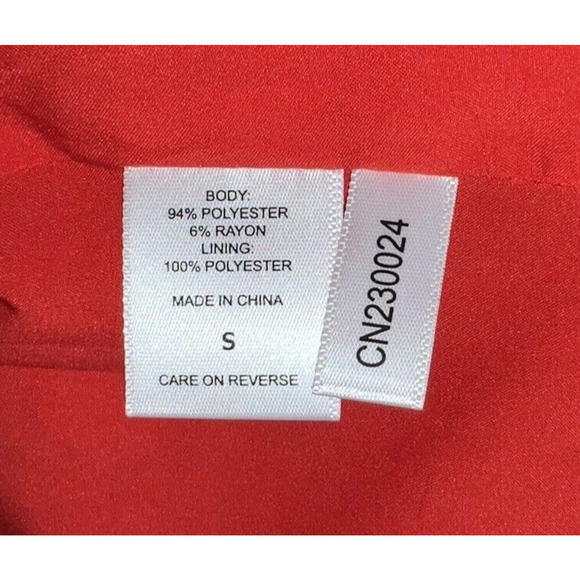 BODY:
94% POLYESTER
6% RAYON
LINING:
100% POLYESTER
MADE IN CHINA
S
CARE ON REVERSE
CN230024